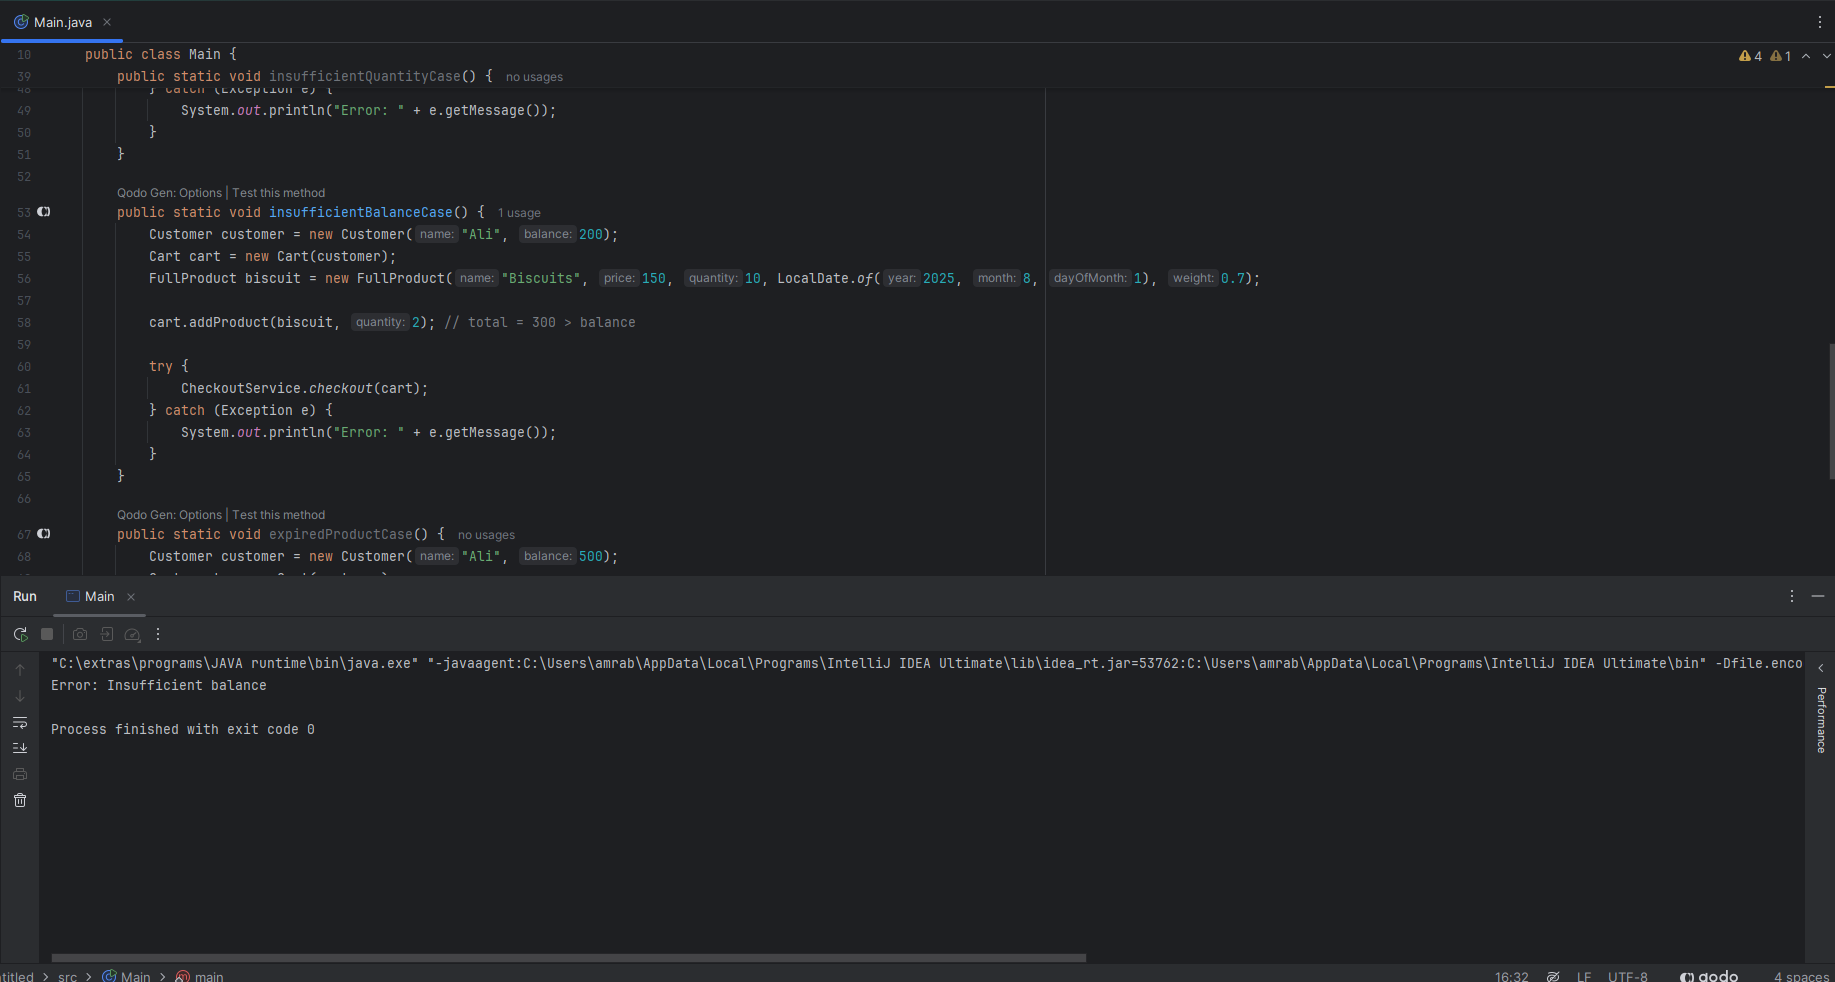 Main.java
10 public class Main {
4 1
39 public static void insufficientQuantityCase() { no usages
48 } catch (Exception e) {
49 System.out.println("Error: " + e.getMessage());
50 }
51 }
52
Qodo Gen: Options | Test this method
53 public static void insufficientBalanceCase() { 1 usage
54 Customer customer = new Customer( name: "Ali", balance: 200);
55 Cart cart = new Cart(customer);
56 FullProduct biscuit = new FullProduct( name: "Biscuits", price: 150, quantity: 10, LocalDate.of( year: 2025, month: 8, dayOfMonth: 1), weight: 0.7);
57
58 cart.addProduct(biscuit, quantity: 2); // total = 300 > balance
59
60 try {
61 CheckoutService.checkout(cart);
62 } catch (Exception e) {
63 System.out.println("Error: " + e.getMessage());
64 }
65 }
66
Qodo Gen: Options | Test this method
67 public static void expiredProductCase() { no usages
68 Customer customer = new Customer( name: "Ali", balance: 500);
Run Main
"C:\extras\programs\JAVA runtime\bin\java.exe" "-javaagent:C:\Users\amrab\AppData\Local\Programs\IntelliJ IDEA Ultimate\lib\idea_rt.jar=53762:C:\Users\amrab\AppData\Local\Programs\IntelliJ IDEA Ultimate\bin" -Dfile.enco
Error: Insufficient balance
Process finished with exit code 0
Performance
titled > src > Main > main
16:32 LF UTF-8 qodo 4 spaces